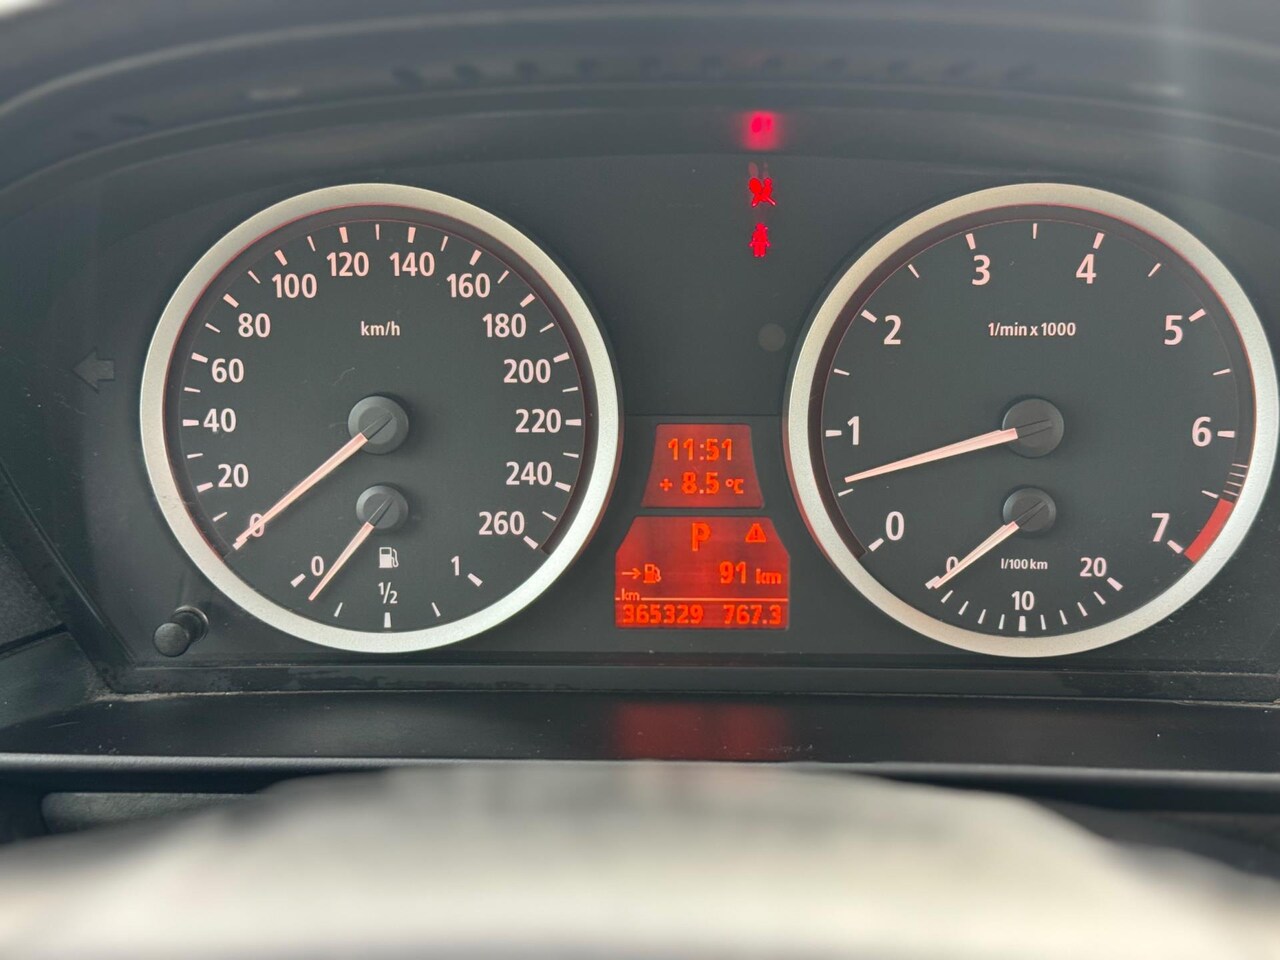 0 20 40 60 80 100 120 140 160 180 200 220 240 260
km/h
0 1/2 1
11:51
+ 8.5 °C
P
91 km
km
365329 767.3
0 1 2 3 4 5 6 7
1/min x 1000
0 10 20
l/100 km